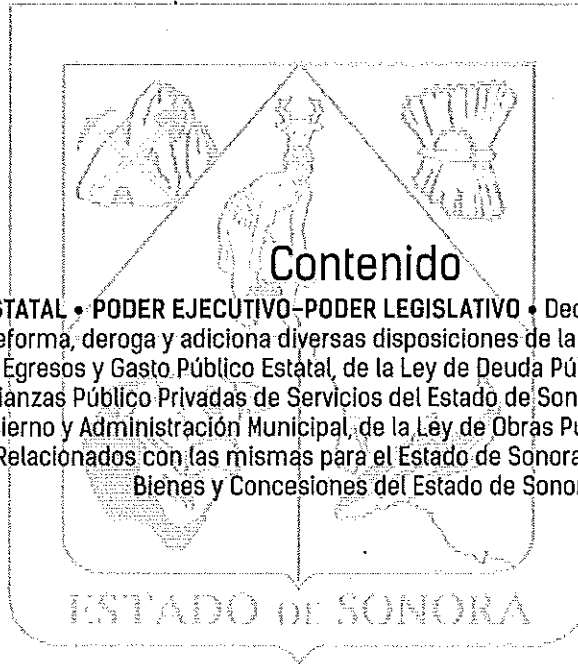 Contenido
STATAL • PODER EJECUTIVO-PODER LEGISLATIVO • Dec
eforma, deroga y adiciona diversas disposiciones de la
Egresos y Gasto Público Estatal, de la Ley de Deuda Pú
ianzas Público Privadas de Servicios del Estado de Son
ierno y Administración Municipal, de la Ley de Obras Pú
Relacionados con las mismas para el Estado de Sonora
Bienes y Concesiones del Estado de Sonor
ESTADO DE SONORA